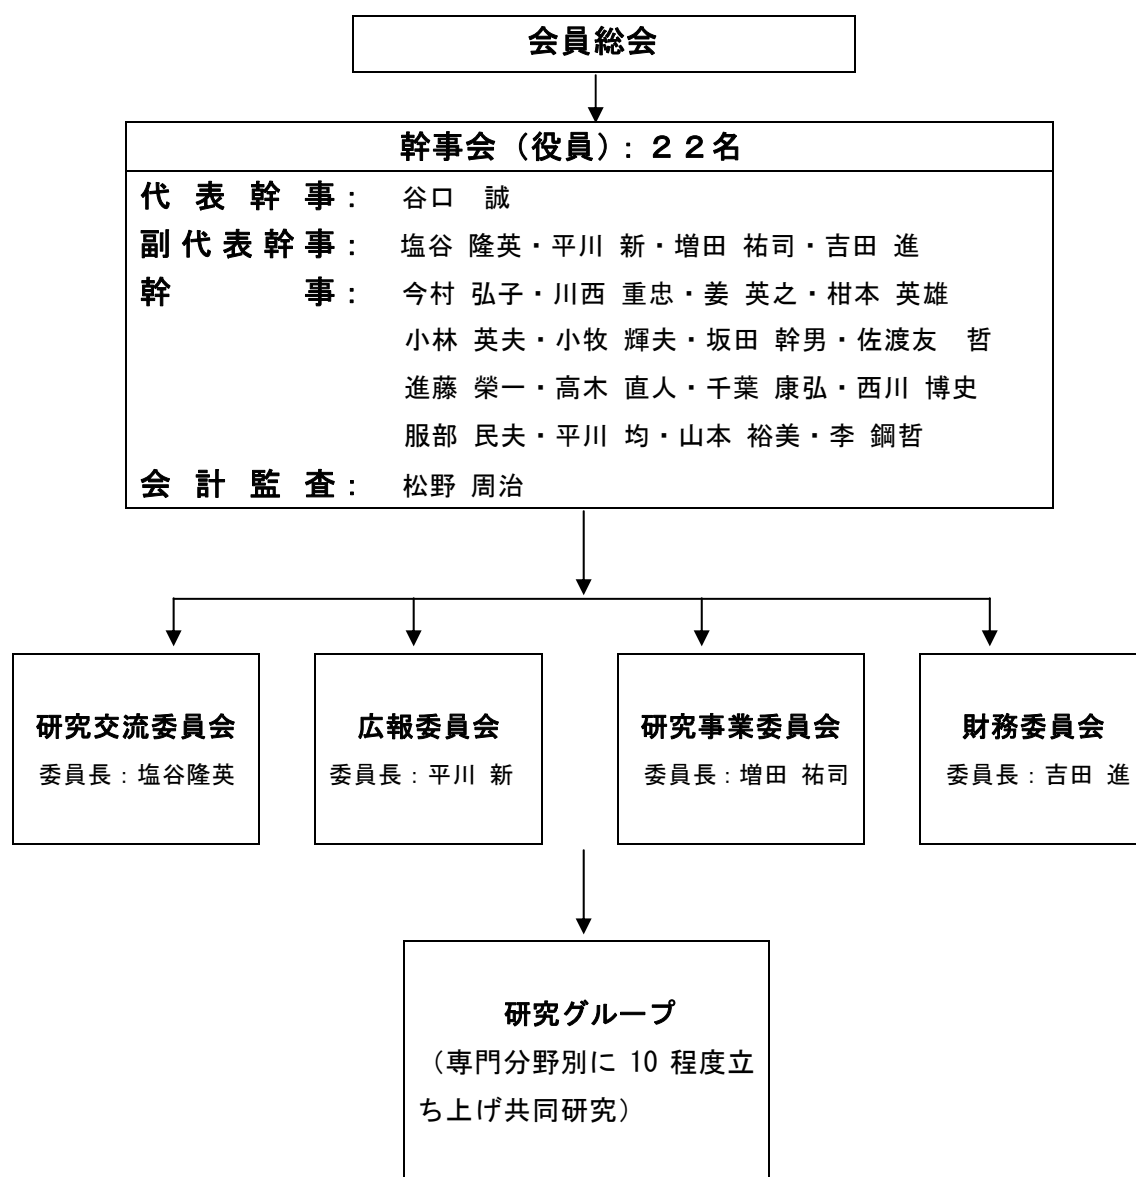 会員総会
幹事会（役員）：２２名
代表幹事： 谷口　誠
副代表幹事： 塩谷 隆英・平川 新・増田 祐司・吉田 進
幹事： 今村 弘子・川西 重忠・姜 英之・柑本 英雄
小林 英夫・小牧 輝夫・坂田 幹男・佐渡友　哲
進藤 榮一・高木 直人・千葉 康弘・西川 博史
服部 民夫・平川 均・山本 裕美・李 鋼哲
会計監査： 松野 周治
研究交流委員会
委員長：塩谷隆英
広報委員会
委員長：平川 新
研究事業委員会
委員長：増田 祐司
財務委員会
委員長：吉田 進
研究グループ
（専門分野別に 10 程度立
ち上げ共同研究）